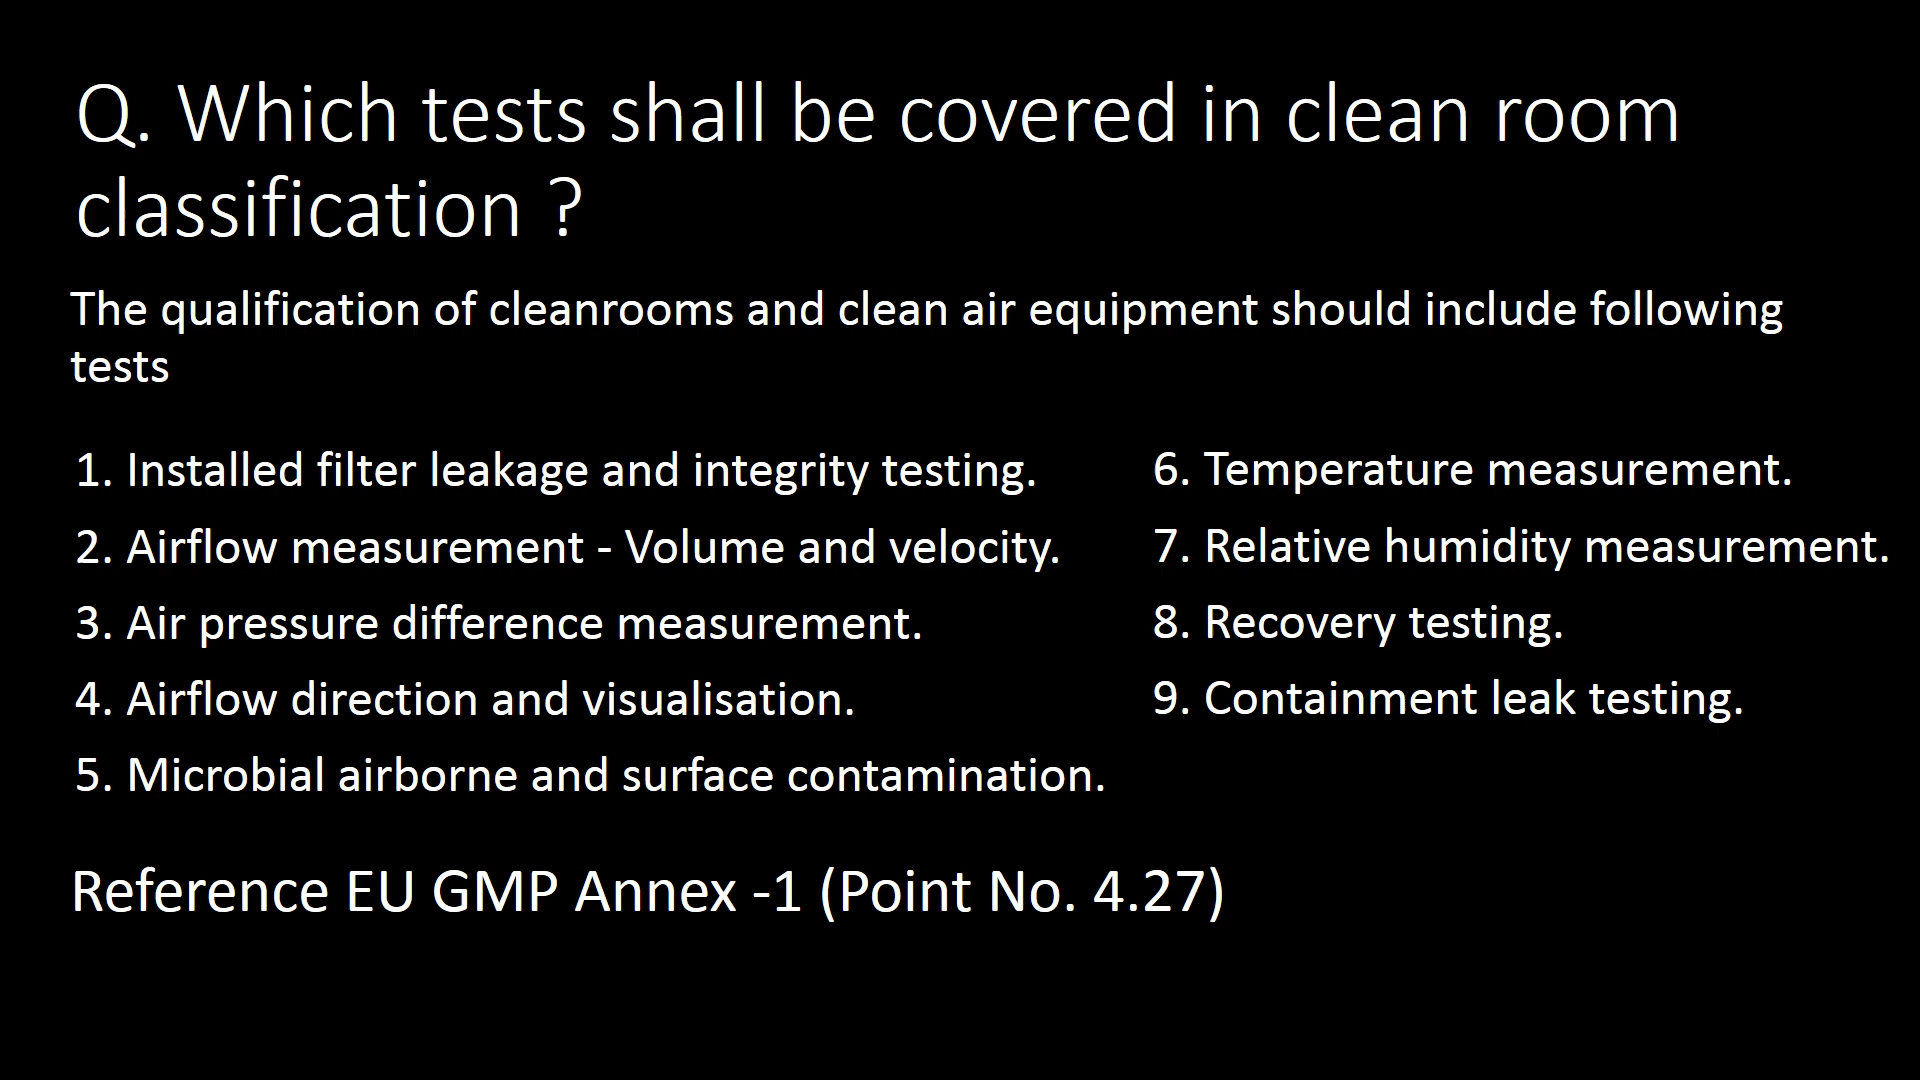 Q. Which tests shall be covered in clean room
classification ?
The qualification of cleanrooms and clean air equipment should include following
tests
1. Installed filter leakage and integrity testing.
2. Airflow measurement - Volume and velocity.
3. Air pressure difference measurement.
4. Airflow direction and visualisation.
5. Microbial airborne and surface contamination.
6. Temperature measurement.
7. Relative humidity measurement.
8. Recovery testing.
9. Containment leak testing.
Reference EU GMP Annex -1 (Point No. 4.27)